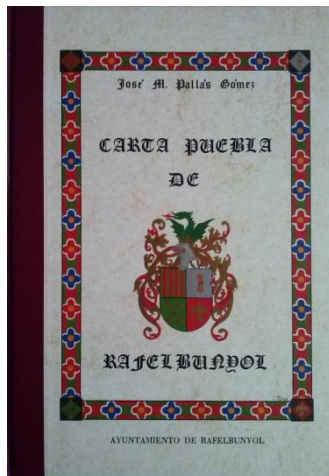 José M. Pallás Gómez
CARTA PUEBLA
DE
RAFELBUNYOL
AYUNTAMIENTO DE RAFELBUNYOL